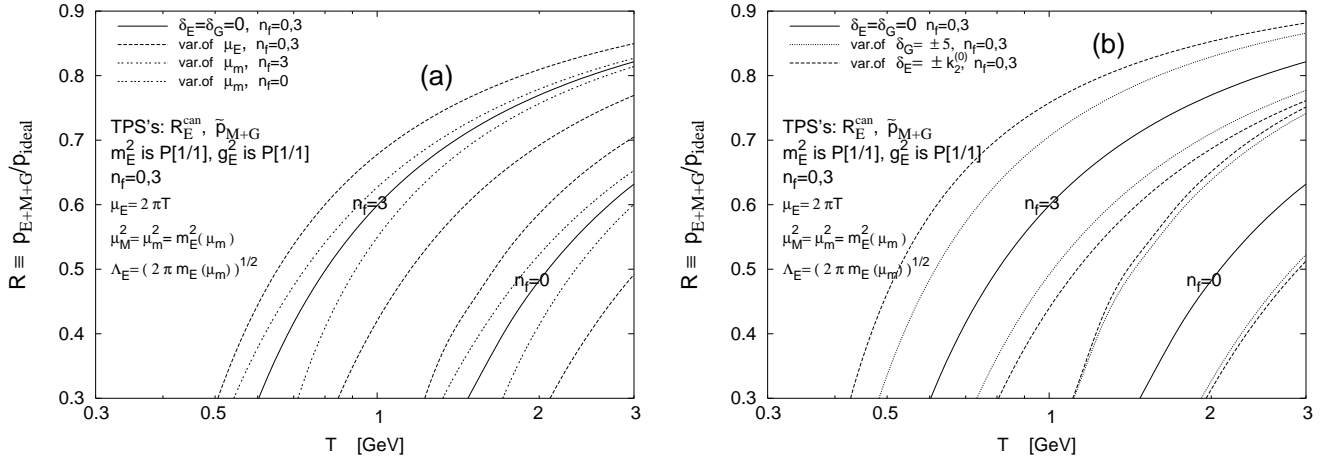 0.9
0.8
0.7
0.6
0.5
0.4
0.3
0.3 0.5 1 2 3
T [GeV]
R ≡ p_{E+M+G}/p_{ideal}
δ_E=δ_G=0, n_f=0,3
var.of μ_E, n_f=0,3
var.of μ_m, n_f=3
var.of μ_m, n_f=0
(a)
TPS's: R_E^{can}, p̃_{M+G}
m_E^2 is P[1/1], g_E^2 is P[1/1]
n_f=0,3
μ_E=2 πT
μ_M^2=μ_m^2=m_E^2(μ_m)
Λ_E=(2 π m_E(μ_m))^{1/2}
n_f=3
n_f=0
0.9
0.8
0.7
0.6
0.5
0.4
0.3
0.3 0.5 1 2 3
T [GeV]
R ≡ p_{E+M+G}/p_{ideal}
δ_E=δ_G=0 n_f=0,3
var.of δ_G= ±5, n_f=0,3
var.of δ_E= ±k_2^{(0)}, n_f=0,3
(b)
TPS's: R_E^{can}, p̃_{M+G}
m_E^2 is P[1/1], g_E^2 is P[1/1]
n_f=0,3
μ_E=2 πT
μ_M^2=μ_m^2=m_E^2(μ_m)
Λ_E=(2 π m_E(μ_m))^{1/2}
n_f=3
n_f=0